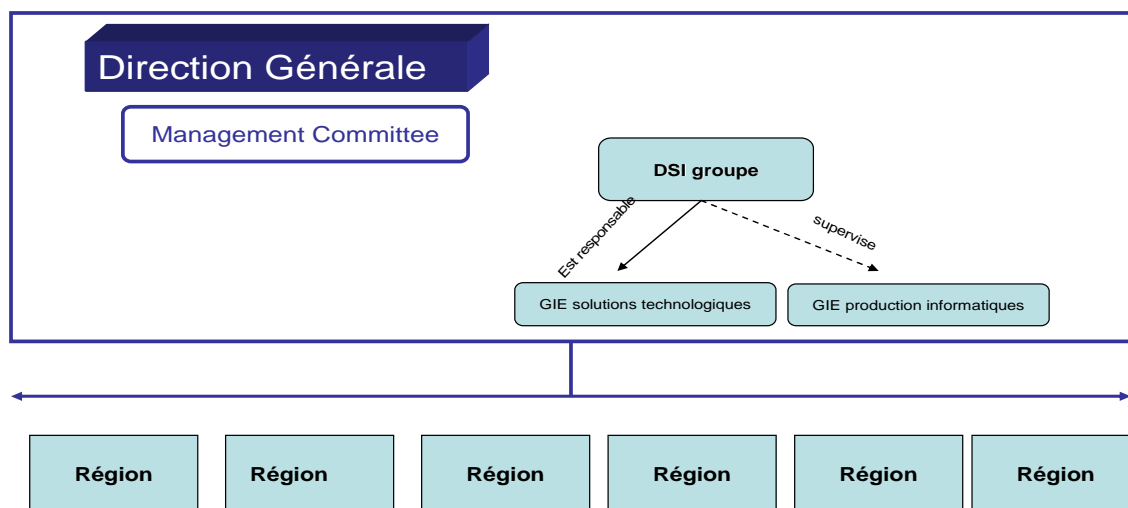 Direction Générale
Management Committee
DSI groupe
Est responsable
supervise
GIE solutions technologiques
GIE production informatiques
Région
Région
Région
Région
Région
Région